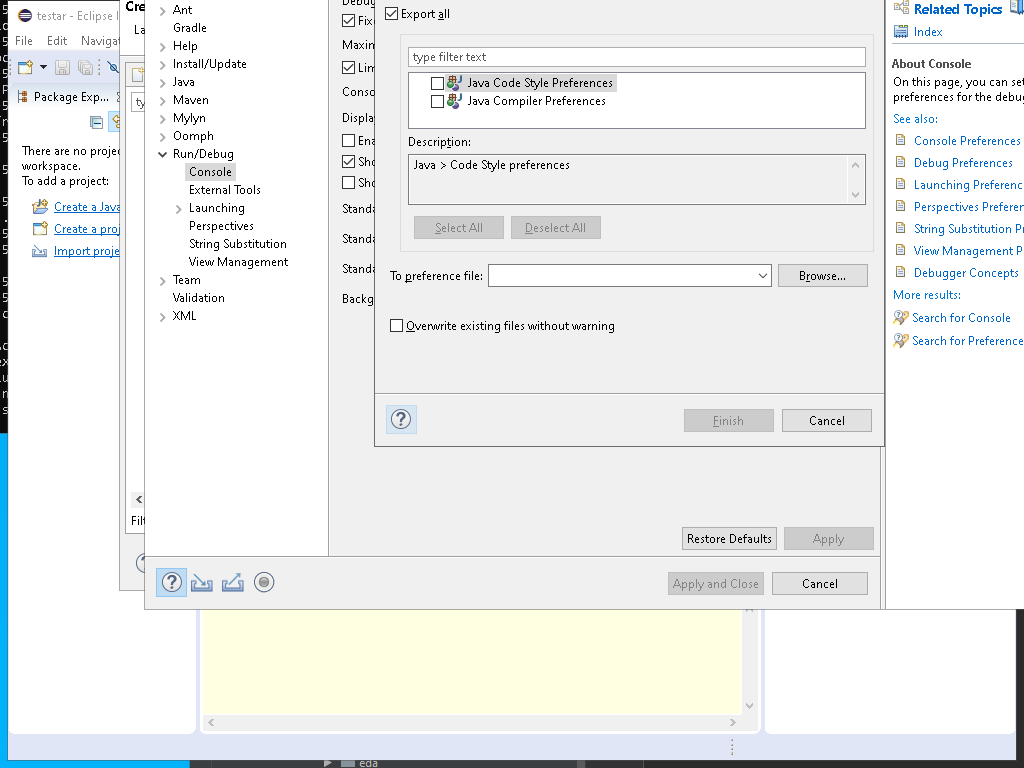 testar - Eclipse I
File Edit Navigat
Package Exp...
There are no proje
workspace.
To add a project:
Create a Java
Create a proj
Import proje
Cre
La
ty
Filt
Ant
Gradle
Help
Install/Update
Java
Maven
Mylyn
Oomph
Run/Debug
Console
External Tools
Launching
Perspectives
String Substitution
View Management
Team
Validation
XML
Debug
Fixe
Maxin
Lim
Conso
Displa
Ena
Sho
Sho
Standa
Standa
Standa
Backg
Export all
type filter text
Java Code Style Preferences
Java Compiler Preferences
Description:
Java > Code Style preferences
Select All Deselect All
To preference file: Browse...
Overwrite existing files without warning
Finish Cancel
Restore Defaults Apply
Apply and Close Cancel
Related Topics
Index
About Console
On this page, you can set
preferences for the debug
See also:
Console Preferences
Debug Preferences
Launching Preferenc
Perspectives Preferen
String Substitution Pr
View Management P
Debugger Concepts
More results:
Search for Console
Search for Preference
eda